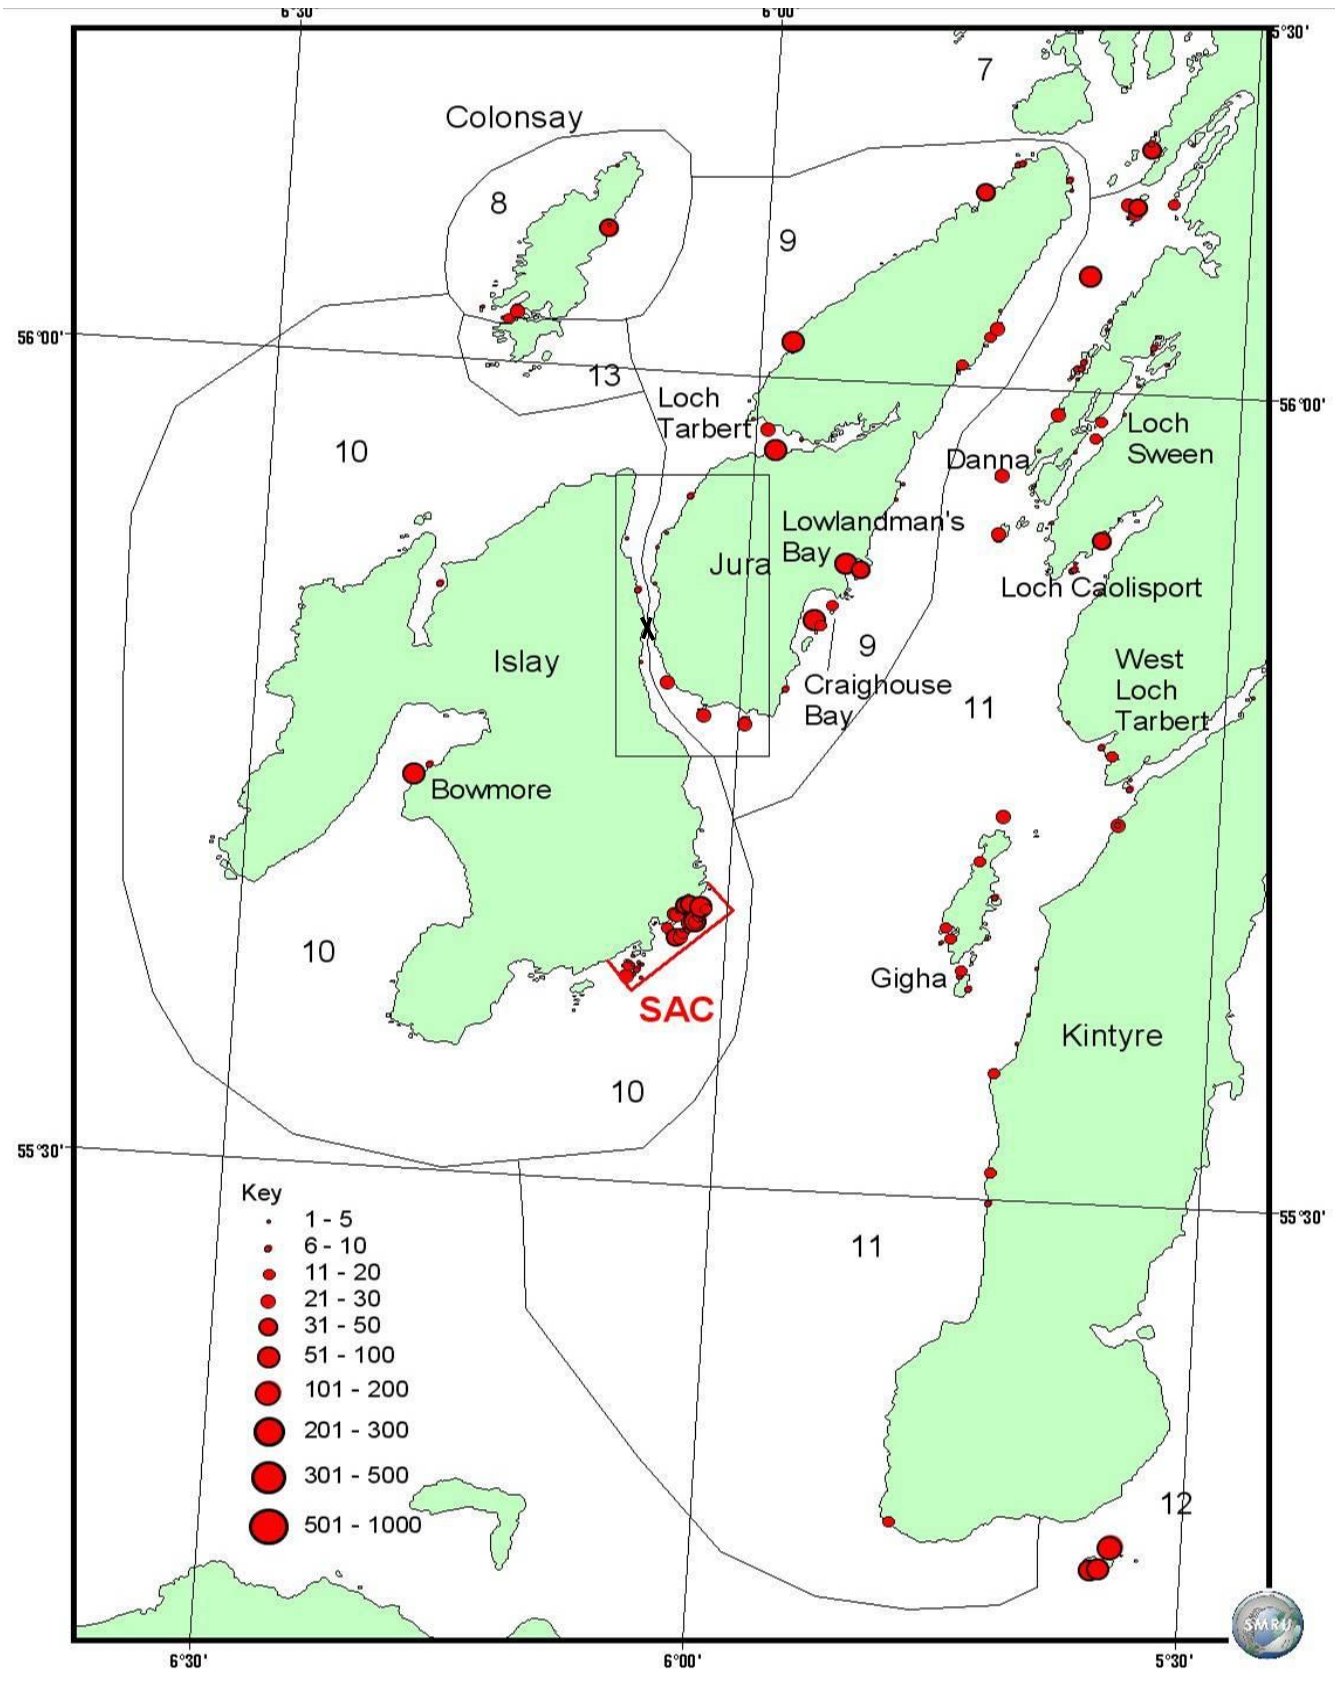 6°30'
6°00'
5°30'
7
Colonsay
8
9
56°00'
13
Loch
Tarbert
56°00'
10
Loch
Sween
Danna
Lowlandman's
Bay
Jura
Loch Caolisport
X
9
Islay
West
Loch
Tarbert
Craighouse
Bay
11
Bowmore
10
Gigha
SAC
Kintyre
10
55°30'
Key
1 - 5
55°30'
6 - 10
11
11 - 20
21 - 30
31 - 50
51 - 100
101 - 200
201 - 300
301 - 500
12
501 - 1000
SMRU
6°30'
6°00'
5°30'